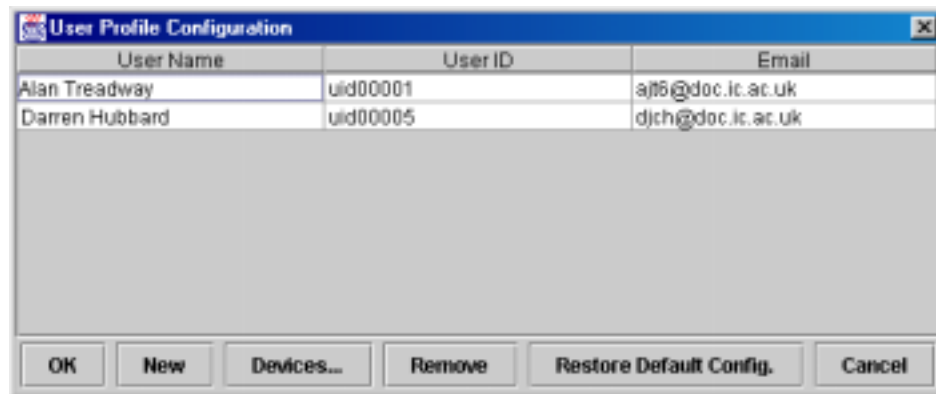 User Profile Configuration
User Name User ID Email
Alan Treadway uid00001 ajt6@doc.ic.ac.uk
Darren Hubbard uid00005 djch@doc.ic.ac.uk
OK New Devices... Remove Restore Default Config. Cancel